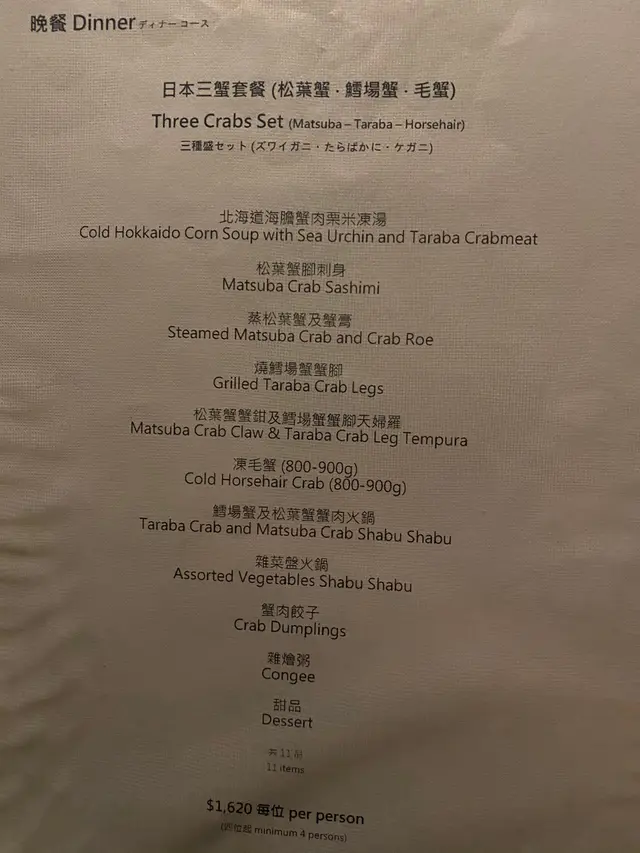 晚餐 Dinner ディナーコース
日本三蟹套餐 (松葉蟹 · 鱈場蟹 · 毛蟹)
Three Crabs Set (Matsuba – Taraba – Horsehair)
三種盛セット (ズワイガニ・たらばかに・ケガニ)
北海道海膽蟹肉栗米凍湯
Cold Hokkaido Corn Soup with Sea Urchin and Taraba Crabmeat
松葉蟹腳刺身
Matsuba Crab Sashimi
蒸松葉蟹及蟹膏
Steamed Matsuba Crab and Crab Roe
燒鱈場蟹蟹腳
Grilled Taraba Crab Legs
松葉蟹蟹鉗及鱈場蟹蟹腳天婦羅
Matsuba Crab Claw & Taraba Crab Leg Tempura
凍毛蟹 (800-900g)
Cold Horsehair Crab (800-900g)
鱈場蟹及松葉蟹蟹肉火鍋
Taraba Crab and Matsuba Crab Shabu Shabu
雜菜盤火鍋
Assorted Vegetables Shabu Shabu
蟹肉餃子
Crab Dumplings
雜燴粥
Congee
甜品
Dessert
共 11 品
11 items
$1,620 每位 per person
(四位起 minimum 4 persons)